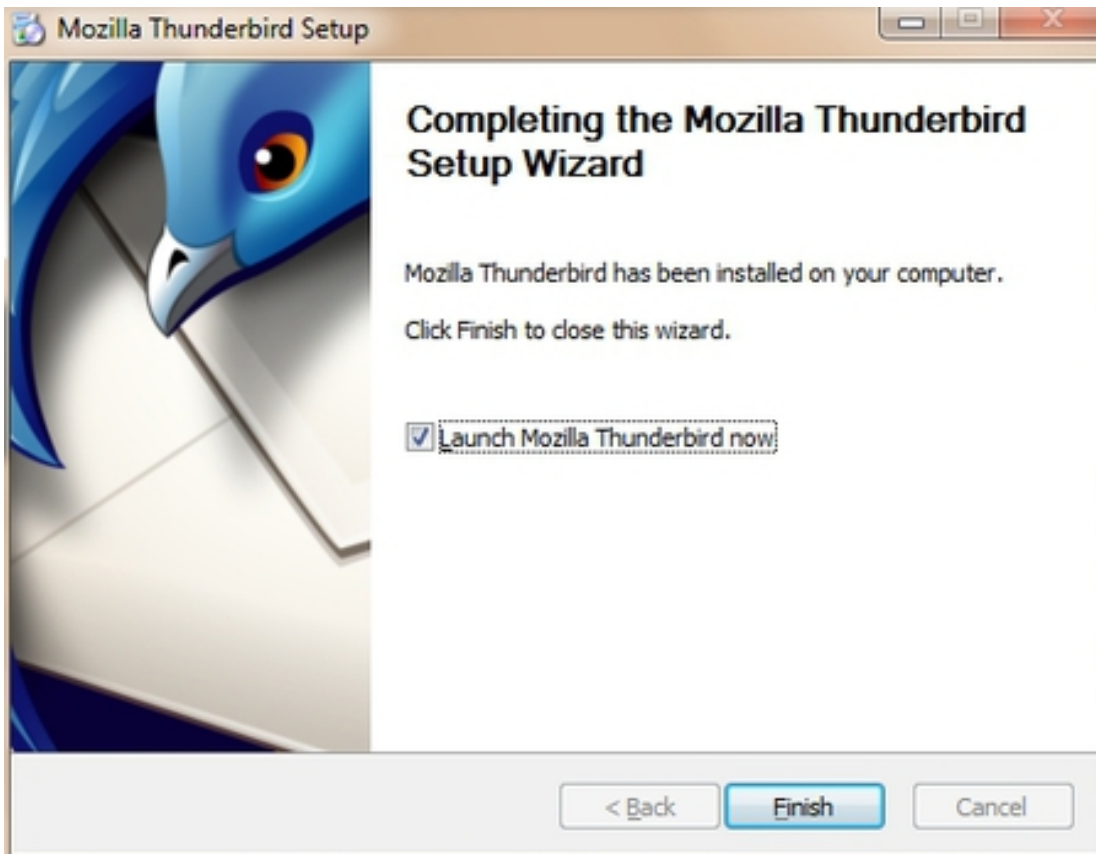 Mozilla Thunderbird Setup
Completing the Mozilla Thunderbird
Setup Wizard
Mozilla Thunderbird has been installed on your computer.
Click Finish to close this wizard.
Launch Mozilla Thunderbird now
< Back Finish Cancel